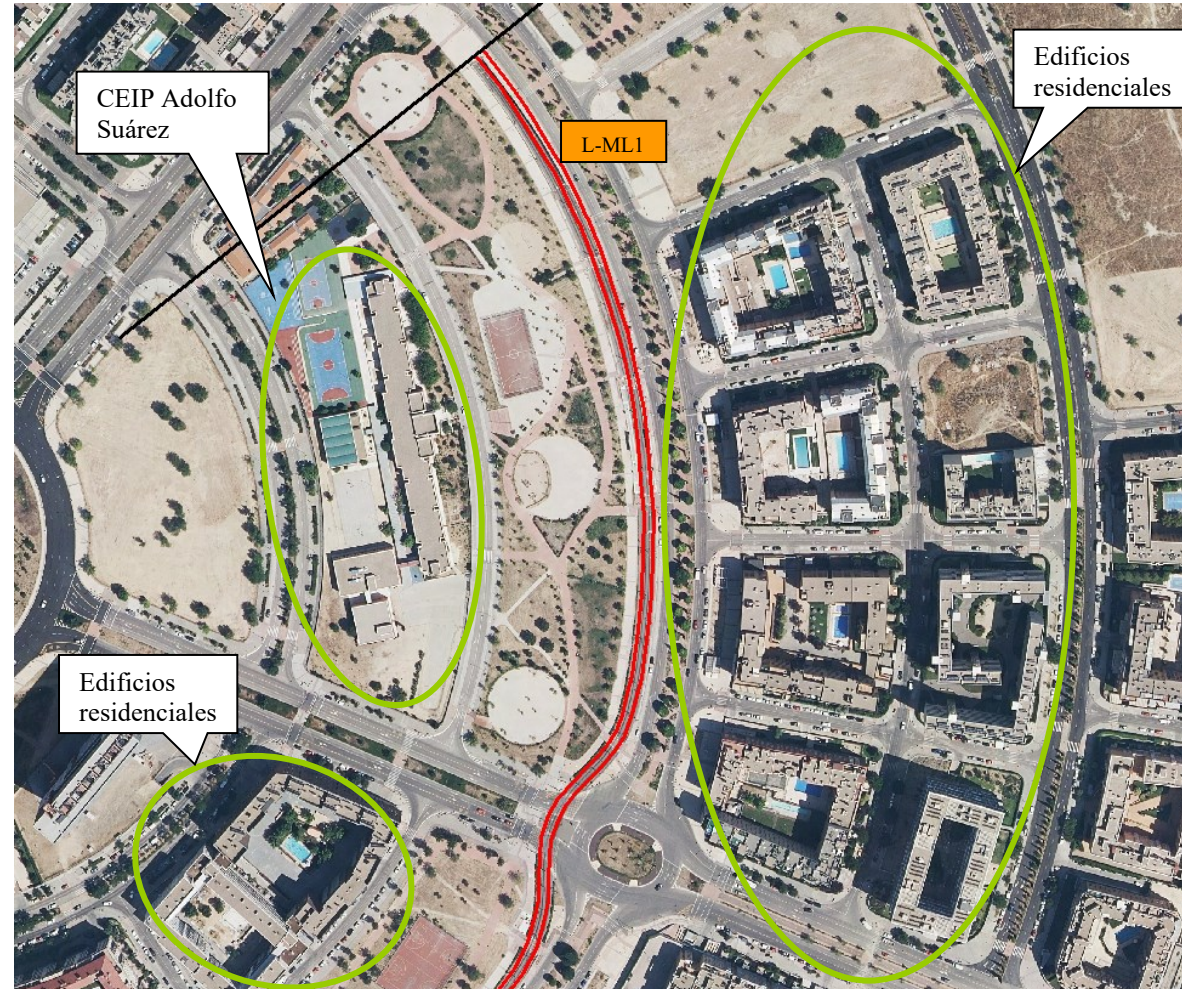 CEIP Adolfo
Suárez
L-ML1
Edificios
residenciales
Edificios
residenciales